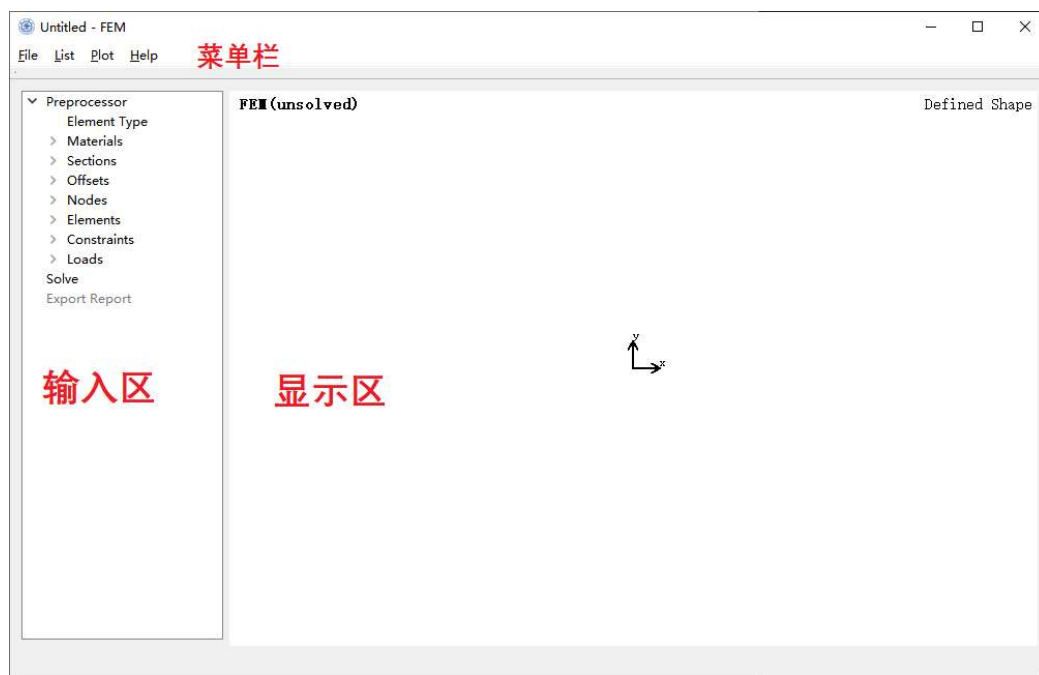 Untitled - FEM
File List Plot Help 菜单栏
Preprocessor
Element Type
Materials
Sections
Offsets
Nodes
Elements
Constraints
Loads
Solve
Export Report
输入区
FEM(unsolved)
Defined Shape
y
x
显示区